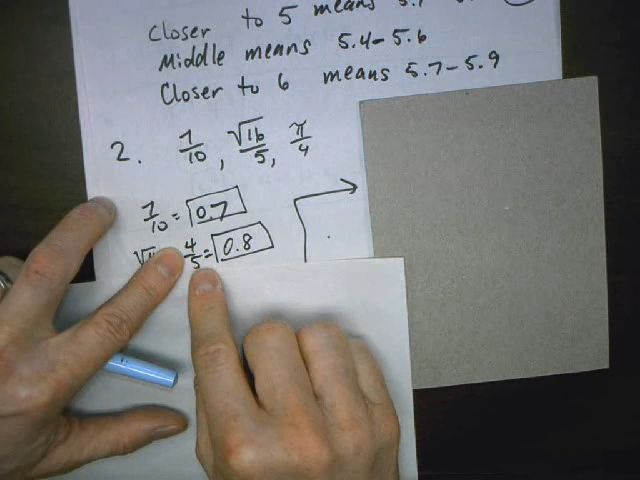 Closer to 5 means
Middle means 5.4-5.6
Closer to 6 means 5.7-5.9
2. 7/10, √16/5, π/4
7/10 = 0.7
4/5 = 0.8